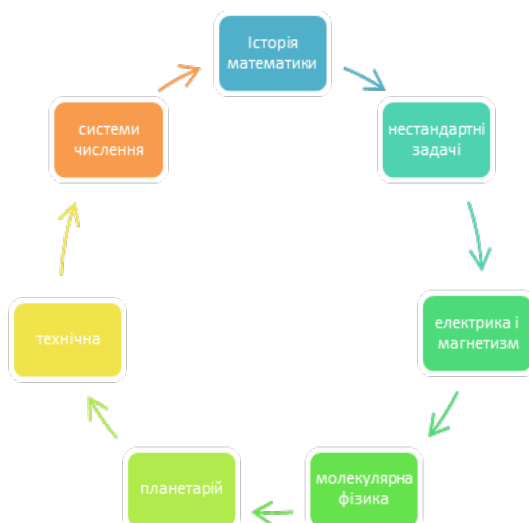 Історія
математики
нестандартні
задачі
електрика і
магнетизм
молекулярна
фізика
планетарій
технічна
системи
числення